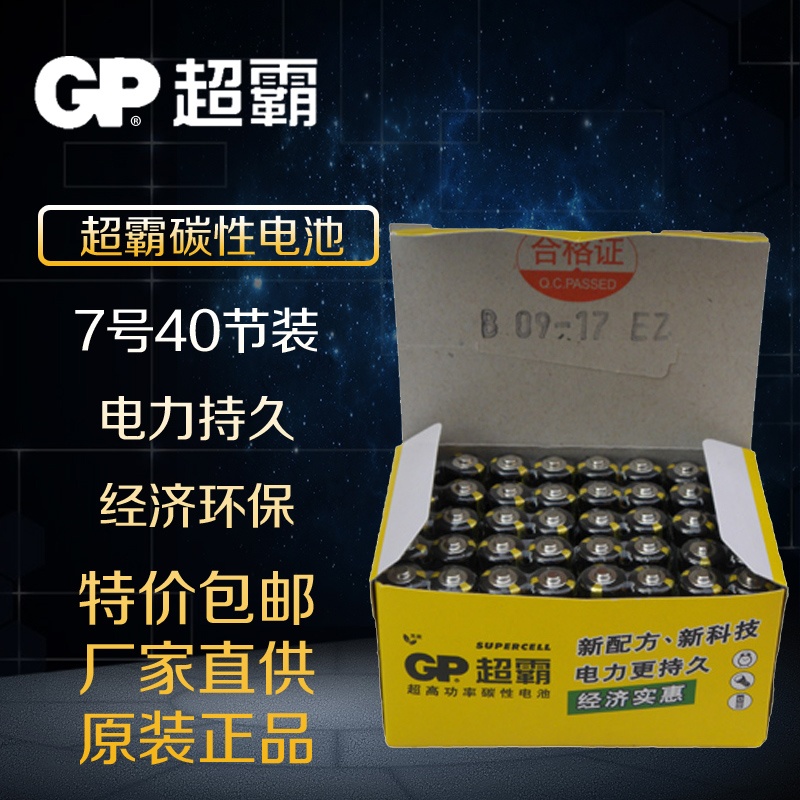 GP® 超霸
超霸碳性电池
7号40节装
电力持久
经济环保
特价包邮
厂家直供
原装正品
合格证
Q.C.PASSED
B 09-17 EZ
SUPERCELL
GP 超霸
超高功率碳性电池
新配方、新科技
电力更持久
经济实惠